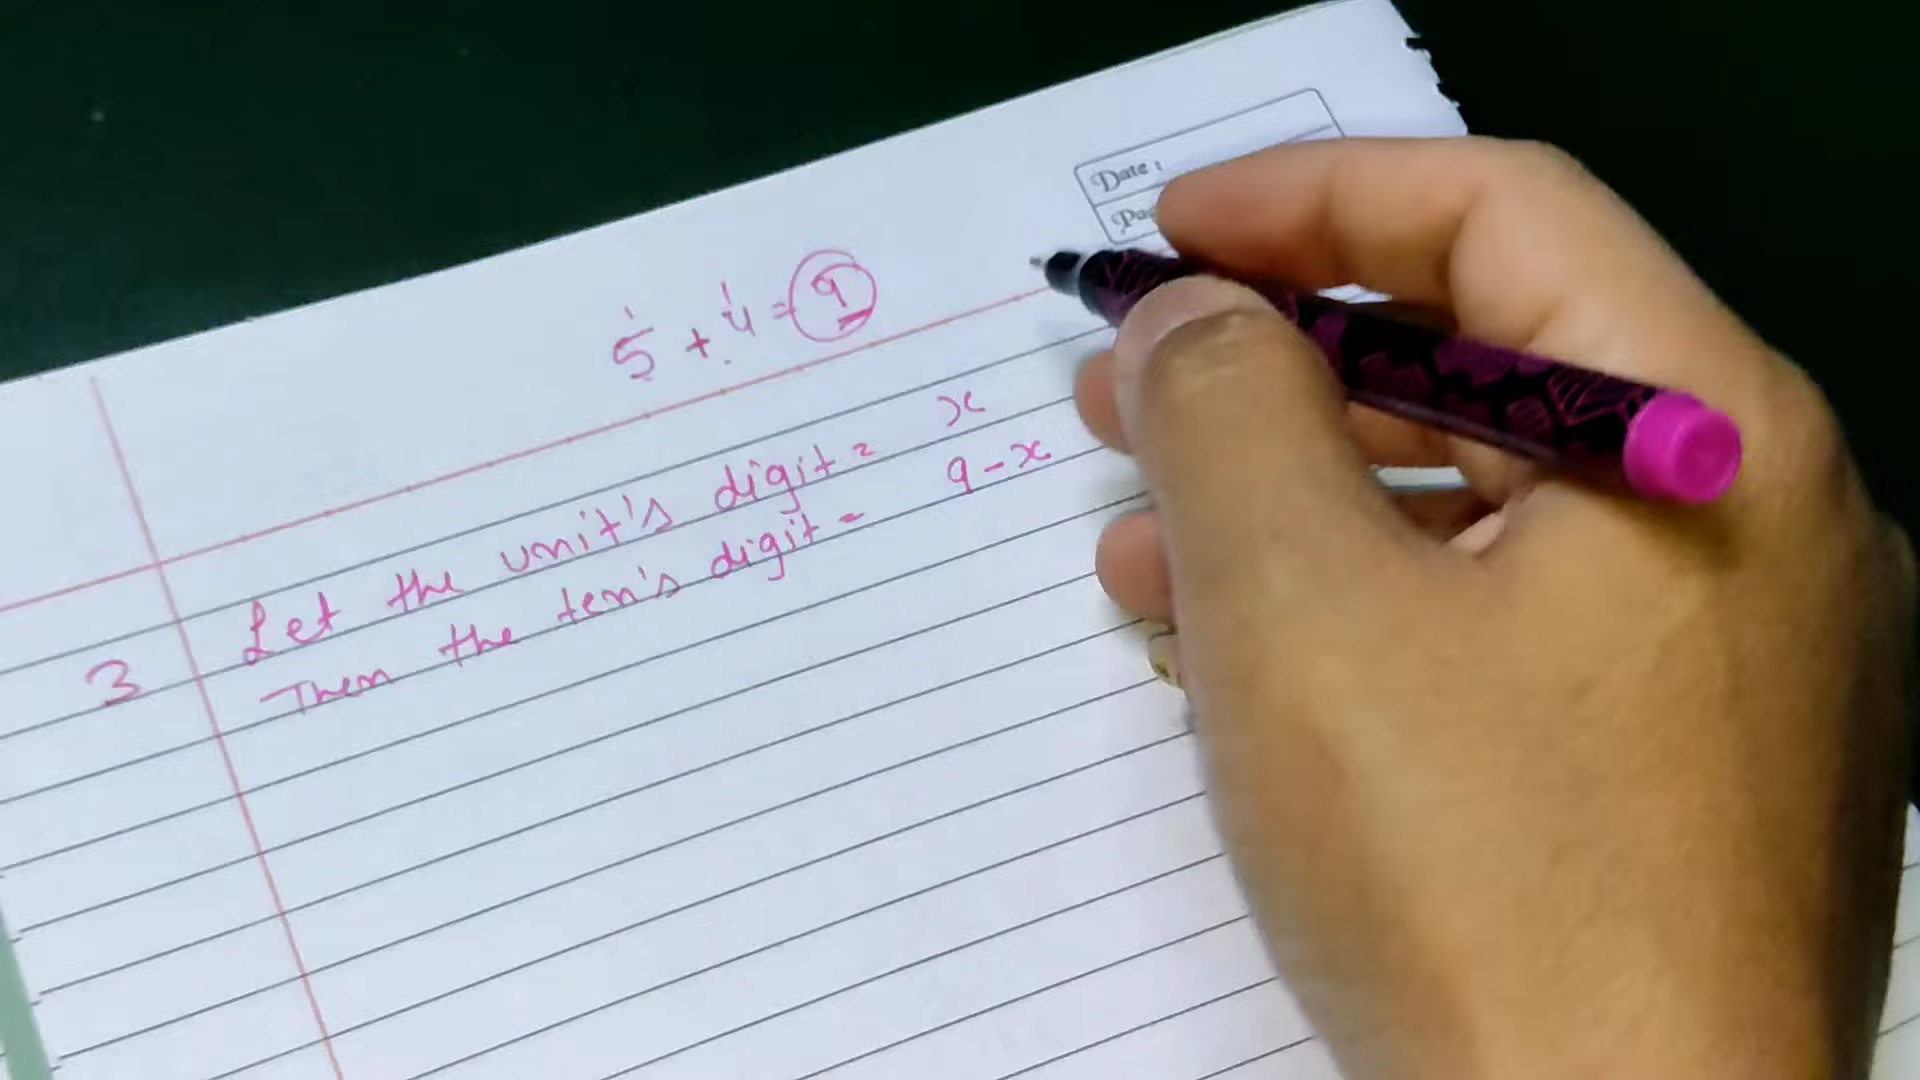 Date :
5 + 4 = 9
3 Let the unit's digit = x
Then the ten's digit = 9-x